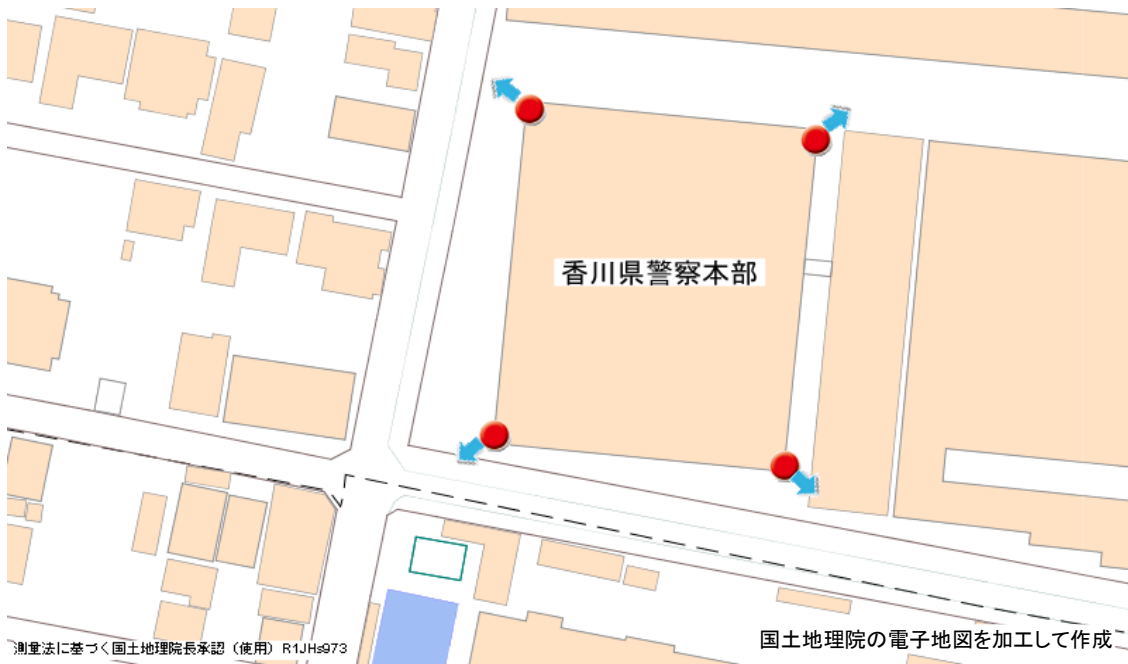 香川県警察本部
測量法に基づく国土地理院長承認（使用）R1JHs973
国土地理院の電子地図を加工して作成